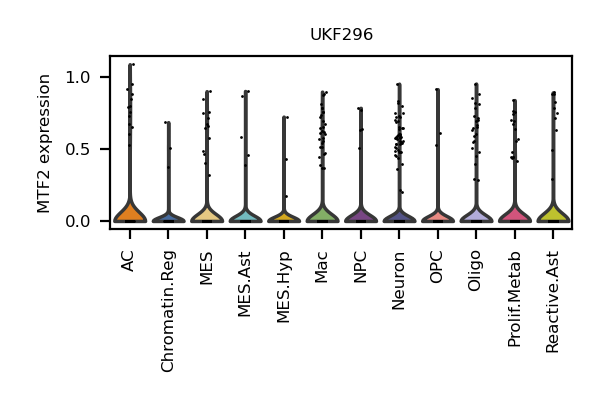 UKF296
MTF2 expression
1.0
0.5
0.0
AC
Chromatin.Reg
MES
MES.Ast
MES.Hyp
Mac
NPC
Neuron
OPC
Oligo
Prolif.Metab
Reactive.Ast